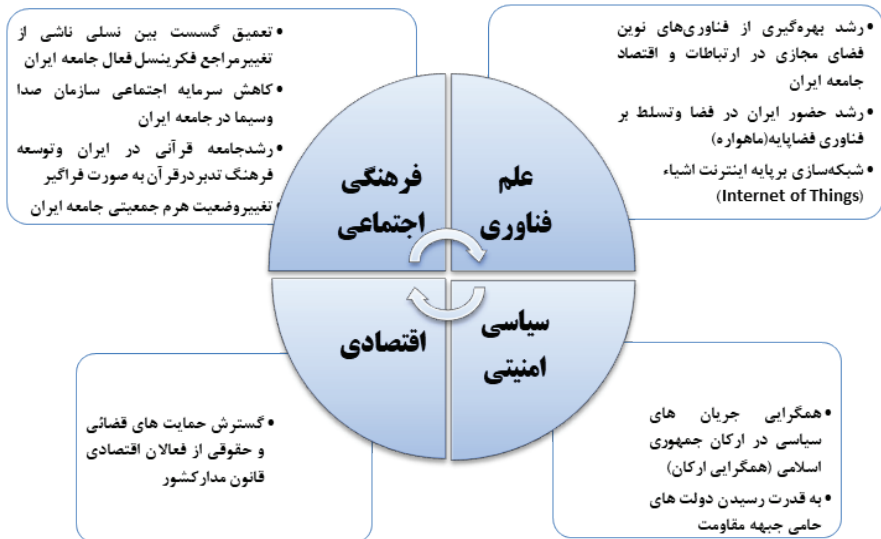 • رشد بهره‌گیری از فناوری‌های نوین
فضای مجازی در ارتباطات و اقتصاد
جامعه ایران
• رشد حضور ایران در فضا وتسلط بر
فناوری فضاپایه(ماهواره)
• شبکه‌سازی برپایه اینترنت اشیاء
(Internet of Things)
• تعمیق گسست بین نسلی ناشی از
تغییرمراجع فکرینسل فعال جامعه ایران
• کاهش سرمایه اجتماعی سازمان صدا
وسیما در جامعه ایران
• رشدجامعه قرآنی در ایران وتوسعه
فرهنگ تدبردرقرآن به صورت فراگیر
• تغییروضعیت هرم جمعیتی جامعه ایران
علم
فناوری
فرهنگی
اجتماعی
سیاسی
امنیتی
اقتصادی
• همگرایی جریان های
سیاسی در ارکان جمهوری
اسلامی (همگرایی ارکان)
• به قدرت رسیدن دولت های
حامی جبهه مقاومت
• گسترش حمایت های قضائی
و حقوقی از فعالان اقتصادی
قانون مدارکشور